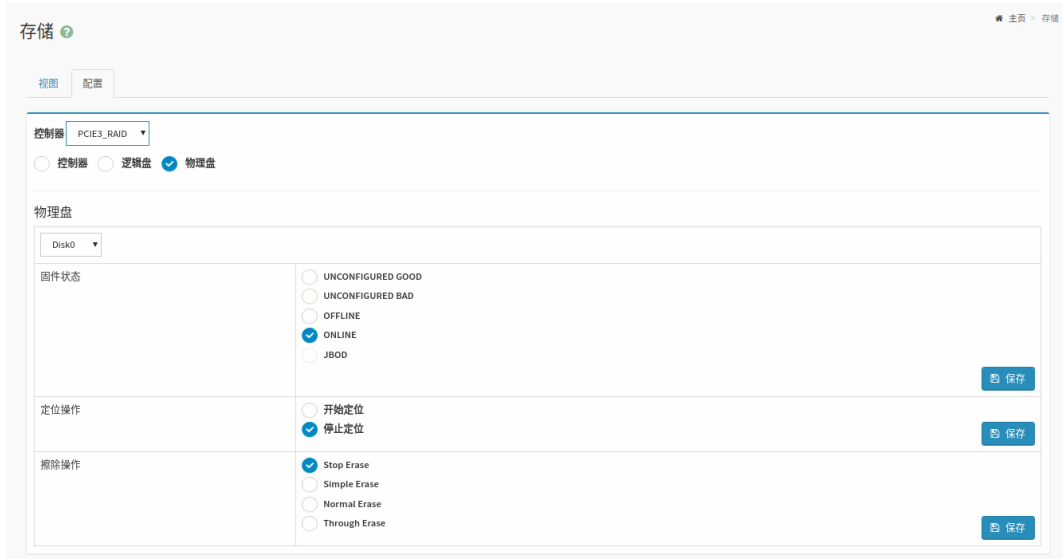 存储
主页 > 存储
视图
配置
控制器 PCIE3_RAID
控制器 逻辑盘 物理盘
物理盘
Disk0
固件状态
UNCONFIGURED GOOD
UNCONFIGURED BAD
OFFLINE
ONLINE
JBOD
保存
定位操作
开始定位
停止定位
保存
擦除操作
Stop Erase
Simple Erase
Normal Erase
Through Erase
保存